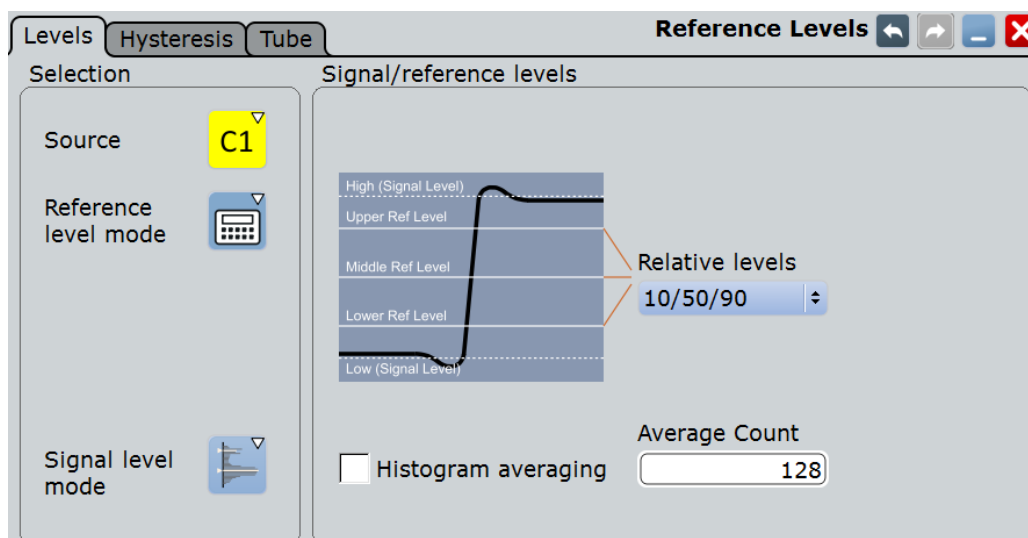 Levels Hysteresis Tube Reference Levels
Selection
Source C1
Reference
level mode
Signal level
mode
Signal/reference levels
High (Signal Level)
Upper Ref Level
Middle Ref Level
Lower Ref Level
Low (Signal Level)
Relative levels
10/50/90
Histogram averaging
Average Count
128